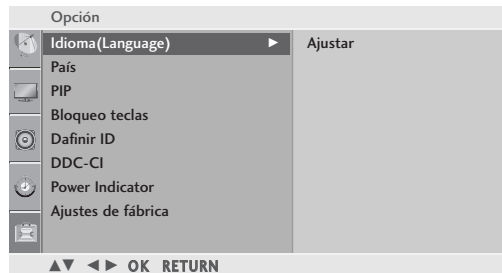 Opción
Idioma(Language) ► Ajustar
País
PIP
Bloqueo teclas
Dafinir ID
DDC-CI
Power Indicator
Ajustes de fábrica
▲▼ ◄► OK RETURN